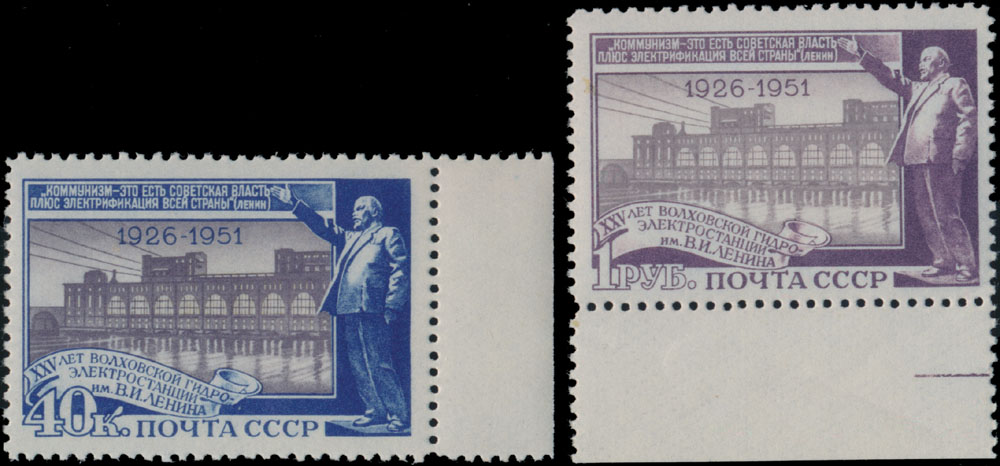 „КОММУНИЗМ-ЭТО ЕСТЬ СОВЕТСКАЯ ВЛАСТЬ
ПЛЮС ЭЛЕКТРИФИКАЦИЯ ВСЕЙ СТРАНЫ" (ЛЕНИН)
1926-1951
XXV ЛЕТ ВОЛХОВСКОЙ ГИДРО-
ЭЛЕКТРОСТАНЦИИ
ИМ. В.И. ЛЕНИНА
40К. ПОЧТА СССР
„КОММУНИЗМ-ЭТО ЕСТЬ СОВЕТСКАЯ ВЛАСТЬ
ПЛЮС ЭЛЕКТРИФИКАЦИЯ ВСЕЙ СТРАНЫ" (ЛЕНИН)
1926-1951
XXV ЛЕТ ВОЛХОВСКОЙ ГИДРО-
ЭЛЕКТРОСТАНЦИИ
ИМ. В.И. ЛЕНИНА
1РУБ. ПОЧТА СССР